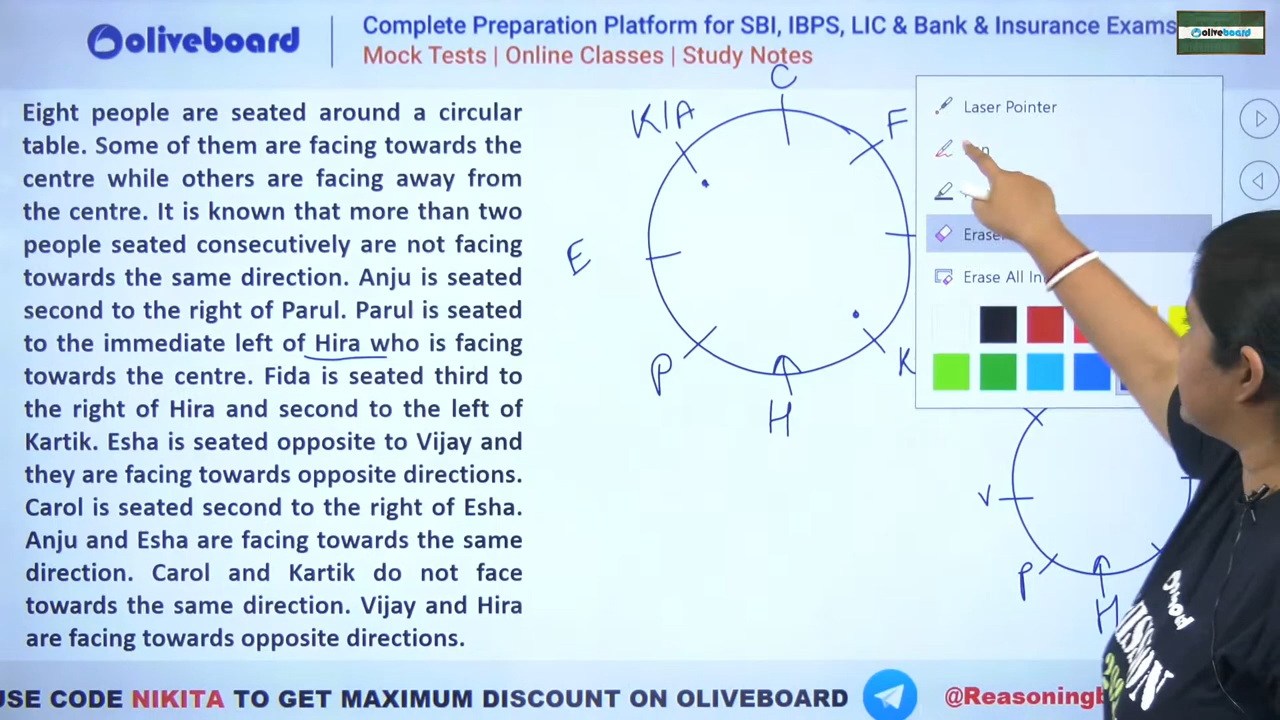 oliveboard
Complete Preparation Platform for SBI, IBPS, LIC & Bank & Insurance Exams
Mock Tests | Online Classes | Study Notes
oliveboard
Eight people are seated around a circular
table. Some of them are facing towards the
centre while others are facing away from
the centre. It is known that more than two
people seated consecutively are not facing
towards the same direction. Anju is seated
second to the right of Parul. Parul is seated
to the immediate left of Hira who is facing
towards the centre. Fida is seated third to
the right of Hira and second to the left of
Kartik. Esha is seated opposite to Vijay and
they are facing towards opposite directions.
Carol is seated second to the right of Esha.
Anju and Esha are facing towards the same
direction. Carol and Kartik do not face
towards the same direction. Vijay and Hira
are facing towards opposite directions.
C
K/A
F
E
P
H
K
Laser Pointer
Erase All In
V
P
H
USE CODE NIKITA TO GET MAXIMUM DISCOUNT ON OLIVEBOARD